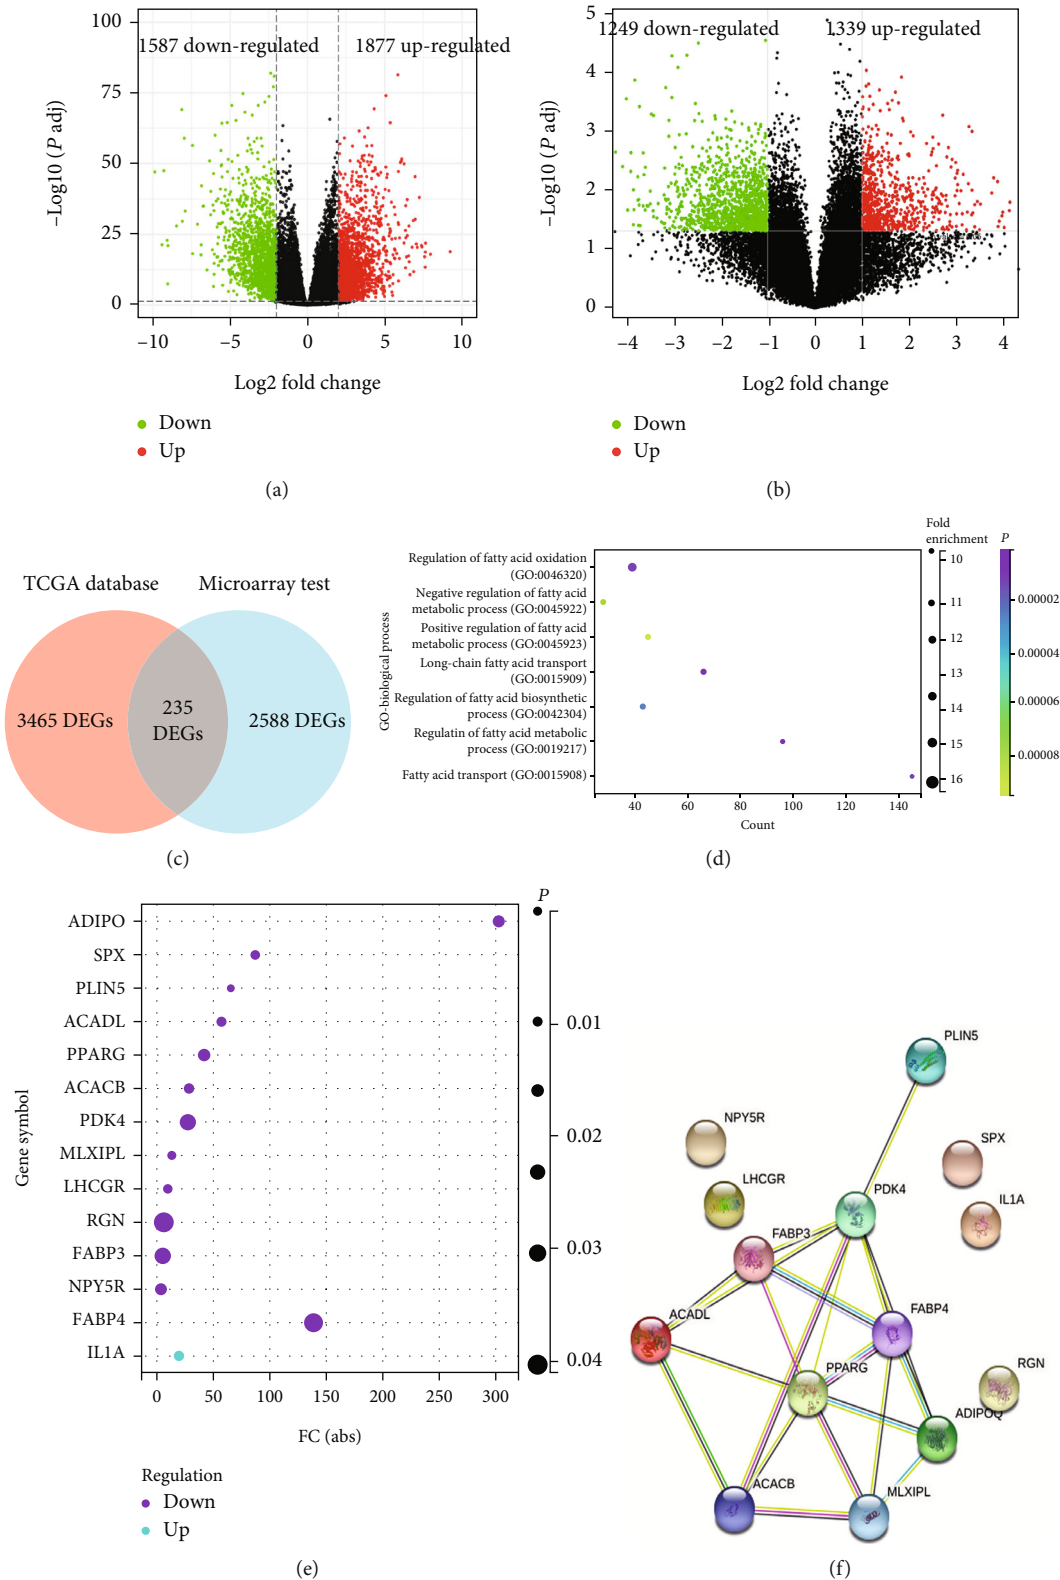 100
75
50
25
0
–Log10 (P adj)
1587 down-regulated
1877 up-regulated
–10
–5
0
5
10
Log2 fold change
Down
Up
(a)
5
4
3
2
1
0
–Log10 (P adj)
1249 down-regulated
1339 up-regulated
–4
–3
–2
–1
0
1
2
3
4
Log2 fold change
Down
Up
(b)
TCGA database
Microarray test
3465 DEGs
235
DEGs
2588 DEGs
(c)
GO-biological process
Regulation of fatty acid oxidation
(GO:0046320)
Negative regulation of fatty acid
metabolic process (GO:0045922)
Positive regulation of fatty acid
metabolic process (GO:0045923)
Long-chain fatty acid transport
(GO:0015909)
Regulation of fatty acid biosynthetic
process (GO:0042304)
Regulatin of fatty acid metabolic
process (GO:0019217)
Fatty acid transport (GO:0015908)
40
60
80
100
120
140
Count
Fold
enrichment
10
11
12
13
14
15
16
P
0.00002
0.00004
0.00006
0.00008
(d)
Gene symbol
ADIPO
SPX
PLIN5
ACADL
PPARG
ACACB
PDK4
MLXIPL
LHCGR
RGN
FABP3
NPY5R
FABP4
IL1A
0
50
100
150
200
250
300
FC (abs)
P
0.01
0.02
0.03
0.04
Regulation
Down
Up
(e)
PLIN5
NPY5R
SPX
LHCGR
PDK4
IL1A
FABP3
ACADL
FABP4
PPARG
RGN
ADIPOQ
ACACB
MLXIPL
(f)